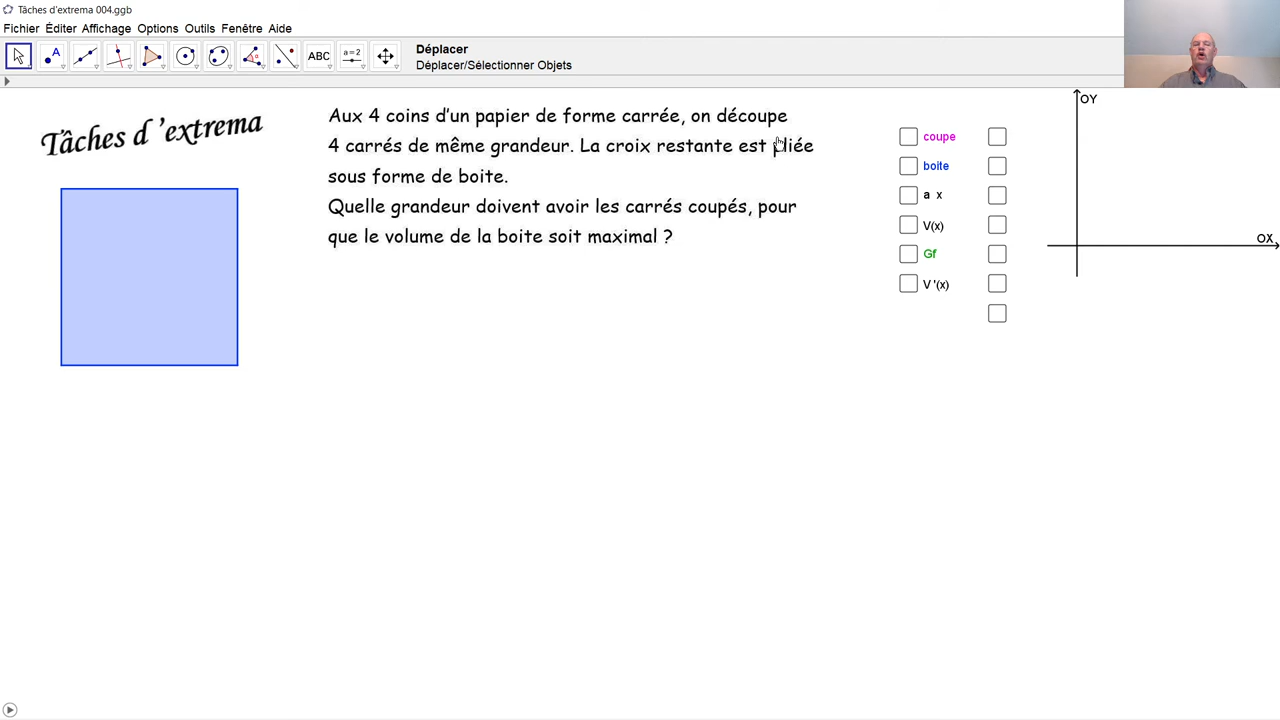 Tâches d'extrema 004.ggb
Fichier Éditer Affichage Options Outils Fenêtre Aide
A
ABC
a=2
Déplacer
Déplacer/Sélectionner Objets
Tâches d'extrema
Aux 4 coins d'un papier de forme carrée, on découpe
4 carrés de même grandeur. La croix restante est pliée
sous forme de boite.
Quelle grandeur doivent avoir les carrés coupés, pour
que le volume de la boite soit maximal ?
coupe
boite
a x
V(x)
Gf
V'(x)
OY
OX